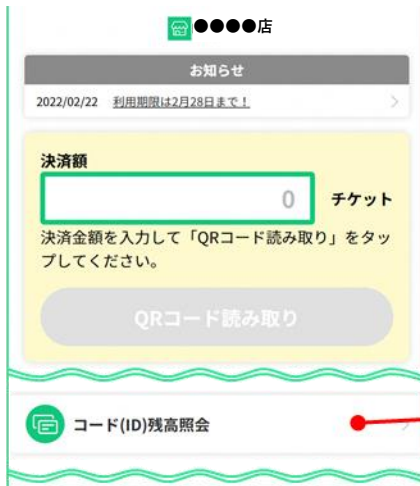 ●●●●店
お知らせ
2022/02/22 利用期限は2月28日まで！
決済額
0 チケット
決済金額を入力して「QRコード読み取り」をタッ
プしてください。
QRコード読み取り
コード(ID)残高照会